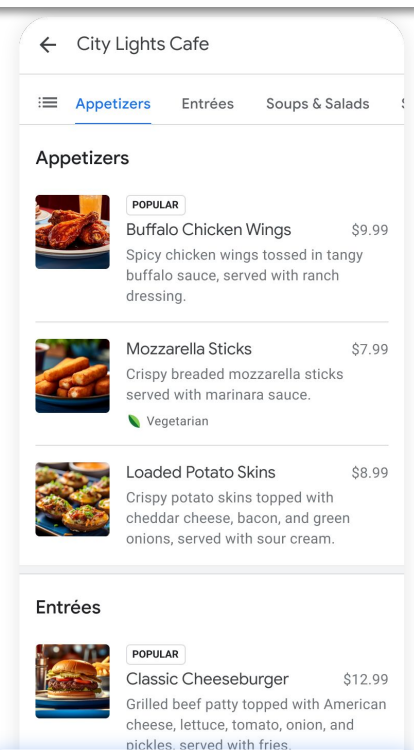 City Lights Cafe
Appetizers Entrées Soups & Salads
Appetizers
POPULAR
Buffalo Chicken Wings $9.99
Spicy chicken wings tossed in tangy
buffalo sauce, served with ranch
dressing.
Mozzarella Sticks $7.99
Crispy breaded mozzarella sticks
served with marinara sauce.
Vegetarian
Loaded Potato Skins $8.99
Crispy potato skins topped with
cheddar cheese, bacon, and green
onions, served with sour cream.
Entrées
POPULAR
Classic Cheeseburger $12.99
Grilled beef patty topped with American
cheese, lettuce, tomato, onion, and
pickles, served with fries.